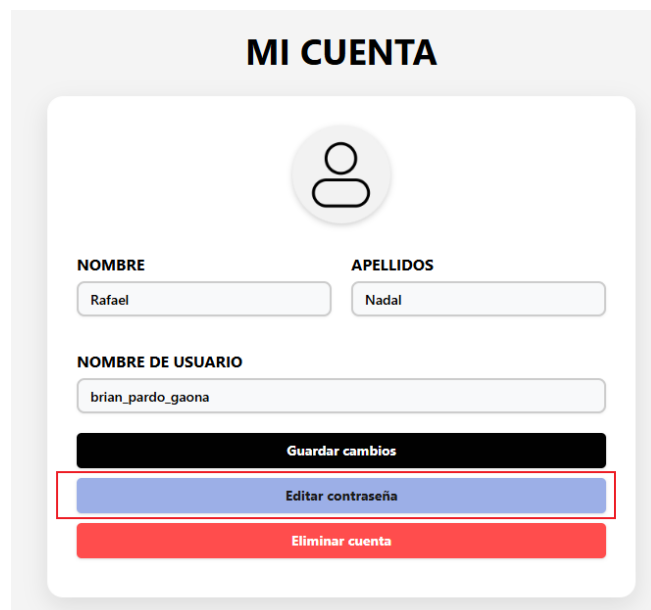 MI CUENTA
NOMBRE APELLIDOS
Rafael Nadal
NOMBRE DE USUARIO
brian_pardo_gaona
Guardar cambios
Editar contraseña
Eliminar cuenta